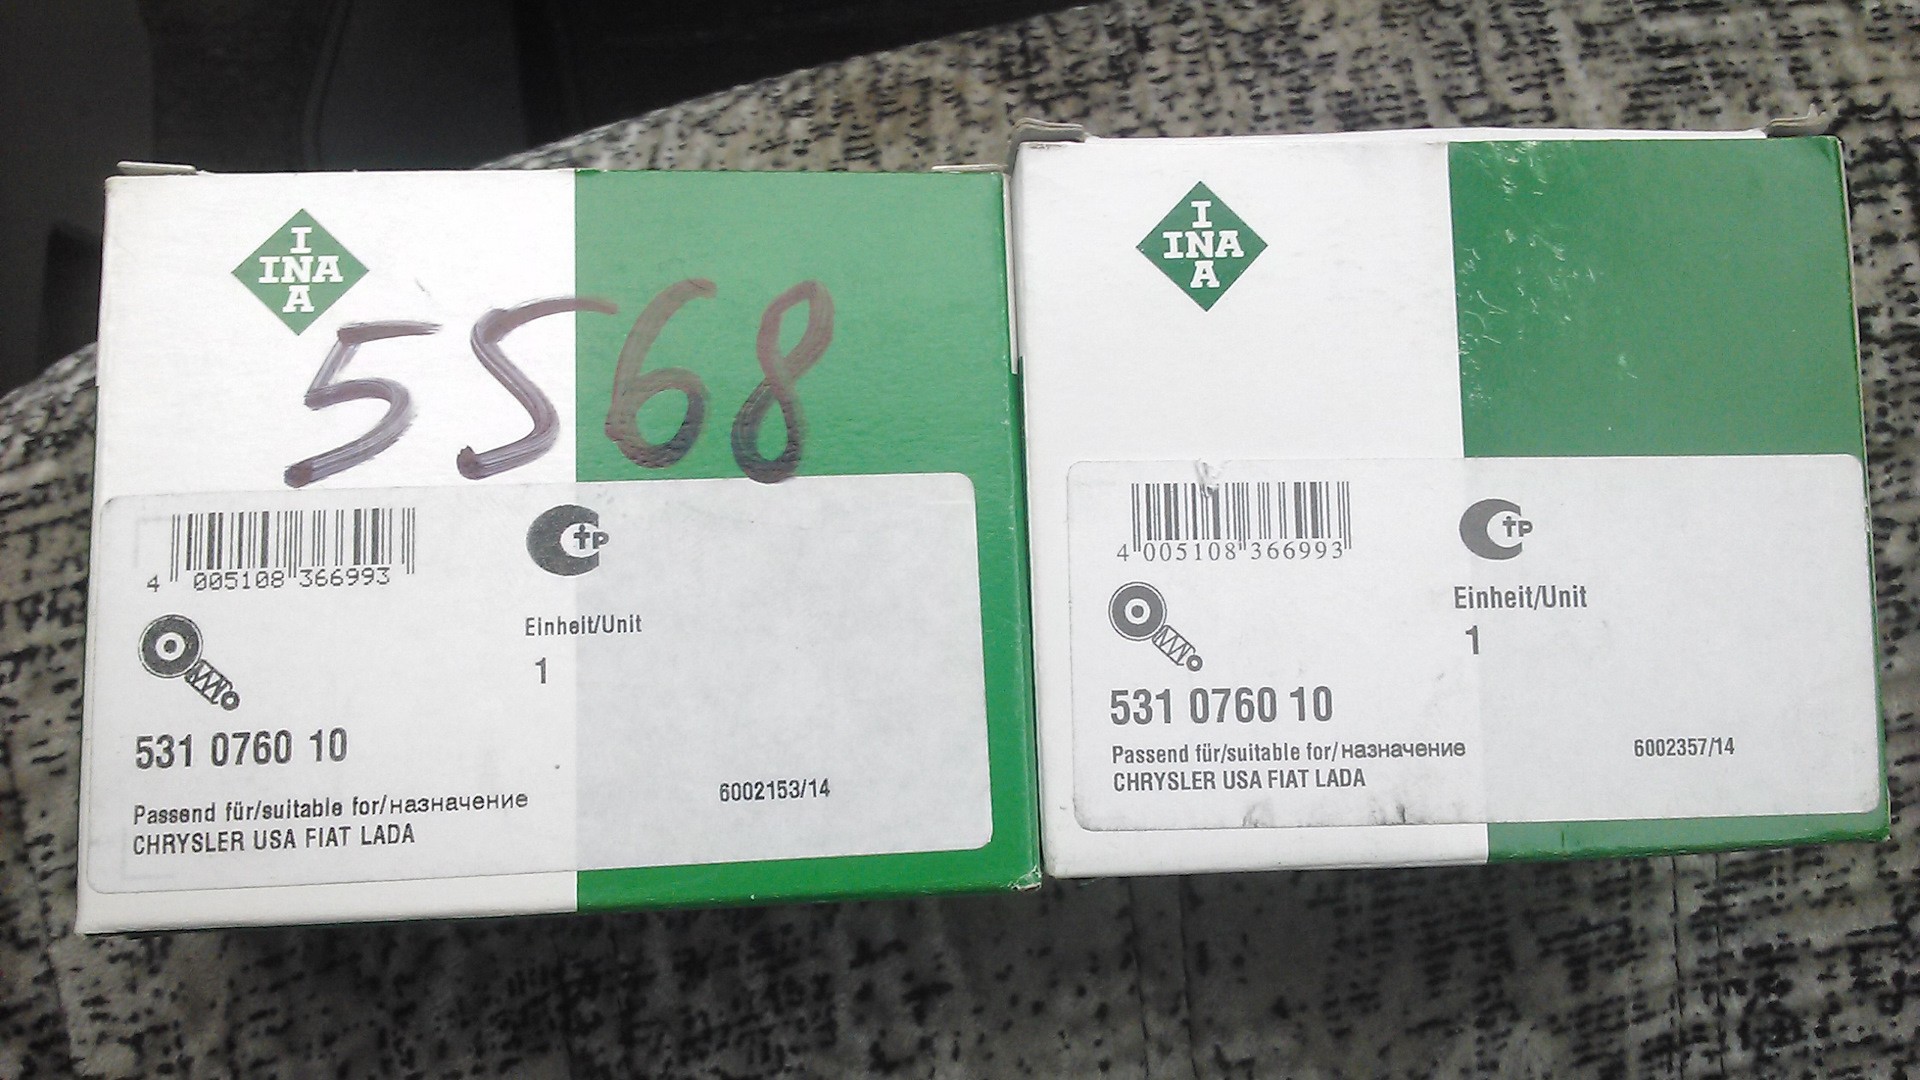 I
INA
A
5568
4 005108 366993
СТР
Einheit/Unit
1
531 0760 10
Passend für/suitable for/назначение
CHRYSLER USA FIAT LADA
6002153/14
I
INA
A
4 005108 366993
СТР
Einheit/Unit
1
531 0760 10
Passend für/suitable for/назначение
CHRYSLER USA FIAT LADA
6002357/14